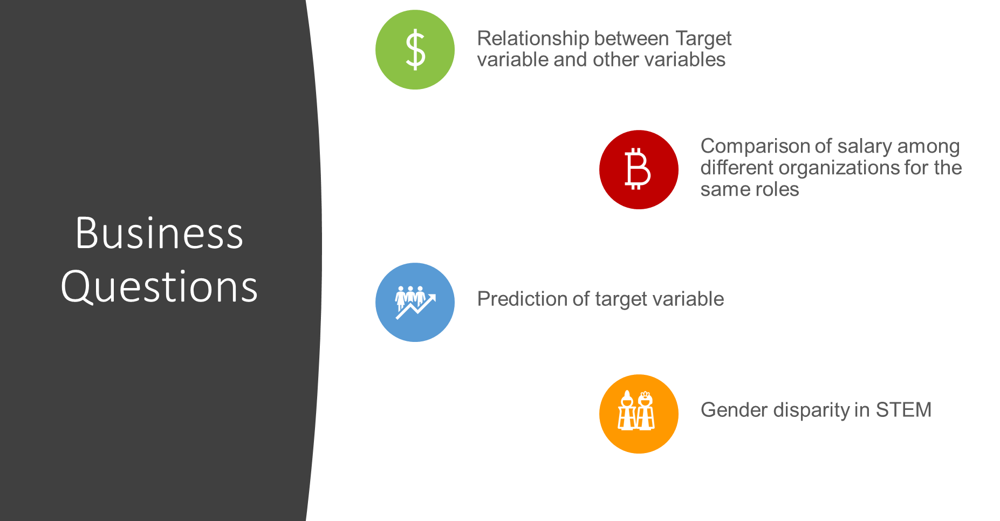 Business
Questions
Relationship between Target
variable and other variables
Comparison of salary among
different organizations for the
same roles
Prediction of target variable
Gender disparity in STEM